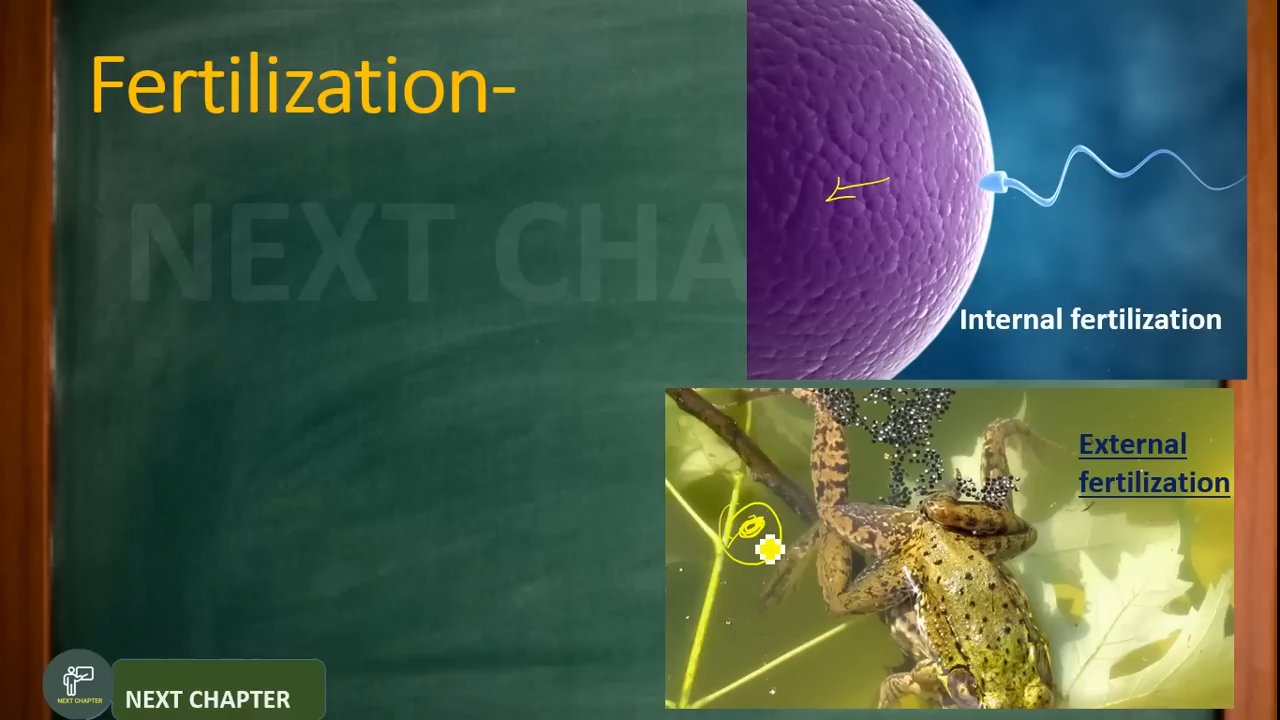 Fertilization-
NEXT CHA
Internal fertilization
External
fertilization
NEXT CHAPTER
NEXT CHAPTER